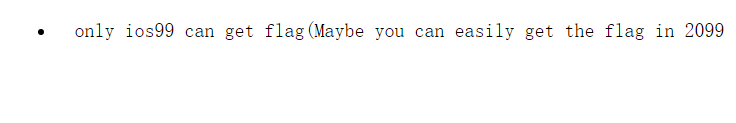 only ios99 can get flag(Maybe you can easily get the flag in 2099